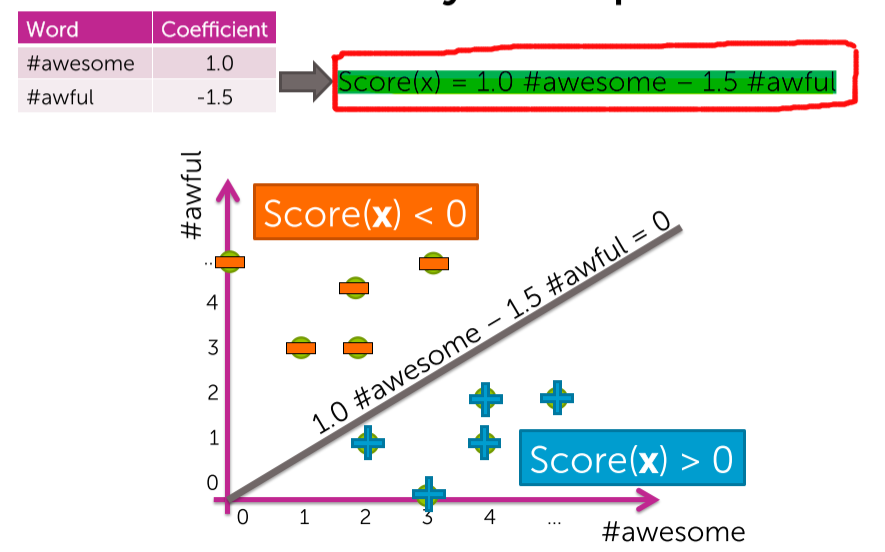 Word Coefficient
#awesome 1.0
#awful -1.5
Score(x) = 1.0 #awesome – 1.5 #awful
#awful
Score(x) < 0
1.0 #awesome – 1.5 #awful = 0
...
4
3
2
1
0
Score(x) > 0
0 1 2 3 4 ...
#awesome